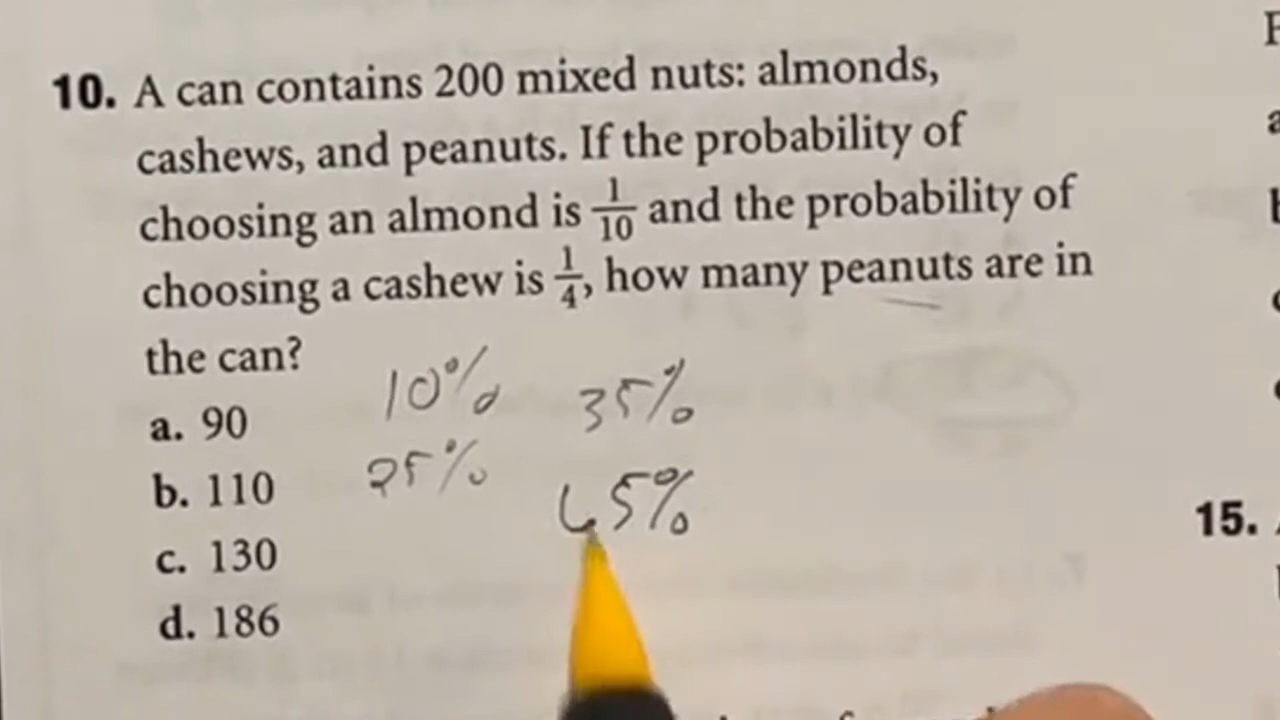 10. A can contains 200 mixed nuts: almonds,
cashews, and peanuts. If the probability of
choosing an almond is 1/10 and the probability of
choosing a cashew is 1/4, how many peanuts are in
the can?
a. 90
b. 110
c. 130
d. 186
10%
25%
35%
65%
15.